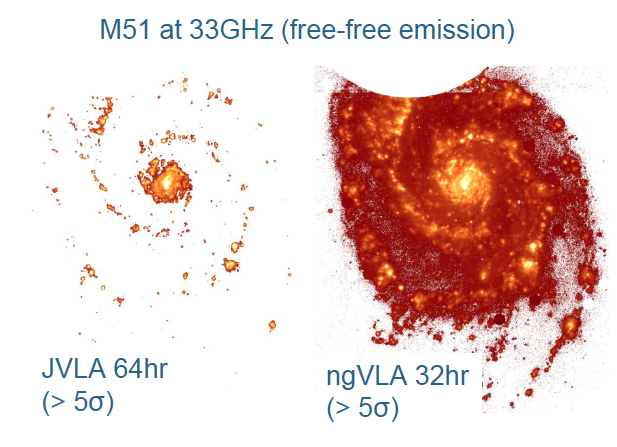 M51 at 33GHz (free-free emission)
JVLA 64hr
(> 5σ)
ngVLA 32hr
(> 5σ)